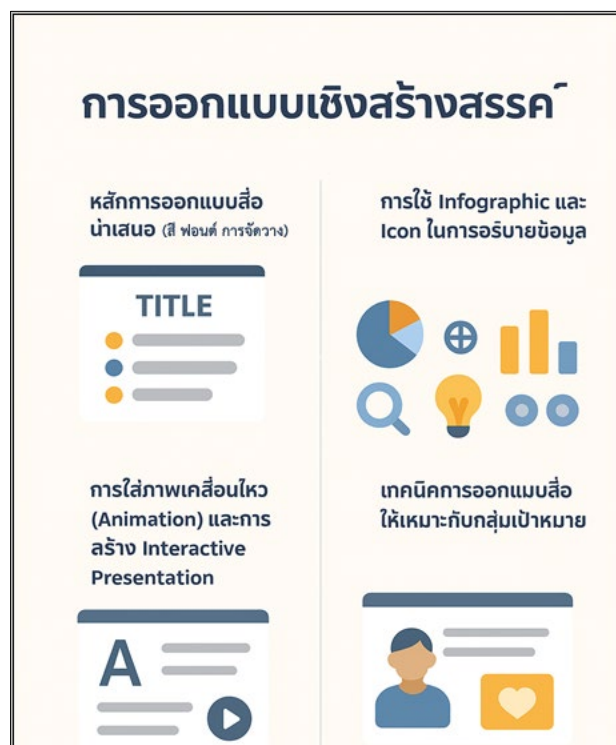 การออกแบบเชิงสร้างสรรค์
หลักการออกแบบสื่อ
นำเสนอ (สี ฟอนต์ การจัดวาง)
TITLE
การใช้ Infographic และ
Icon ในการอริบายข้อมูล
การใส่ภาพเคสื่อนไหว
(Animation) และการ
ลร้าง Interactive
Presentation
A
เทคนิคการออกแมบสื่อ
ให้เหมาะกับกลุ่มเป้าหมาย